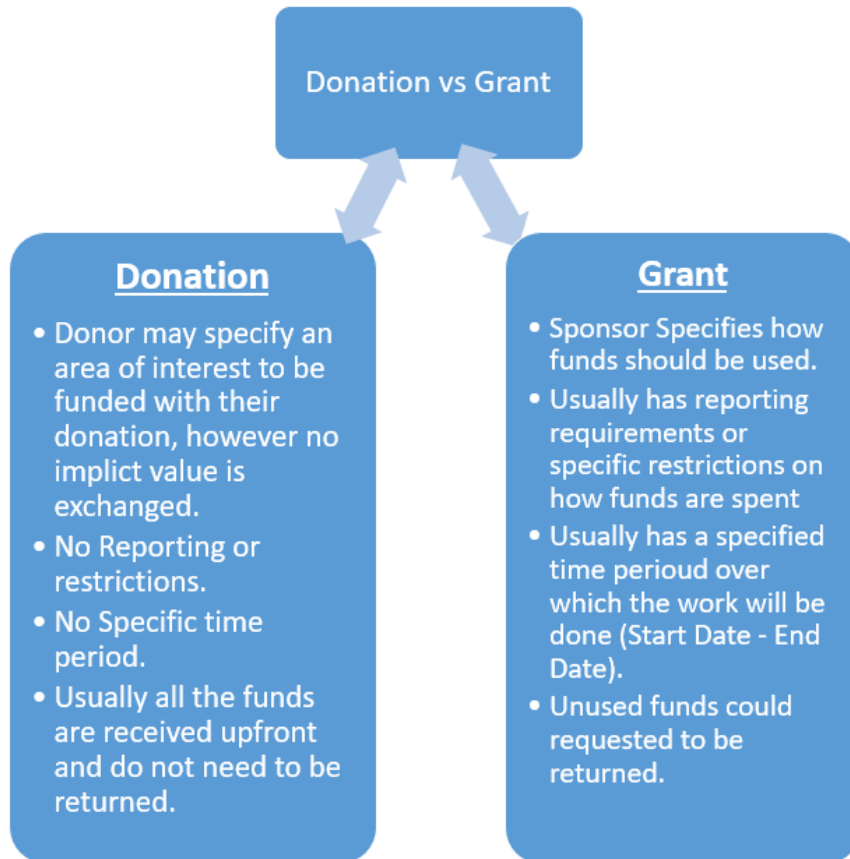 Donation vs Grant
Donation
• Donor may specify an
area of interest to be
funded with their
donation, however no
implict value is
exchanged.
• No Reporting or
restrictions.
• No Specific time
period.
• Usually all the funds
are received upfront
and do not need to be
returned.
Grant
• Sponsor Specifies how
funds should be used.
• Usually has reporting
requirements or
specific restrictions on
how funds are spent
• Usually has a specified
time perioud over
which the work will be
done (Start Date - End
Date).
• Unused funds could
requested to be
returned.